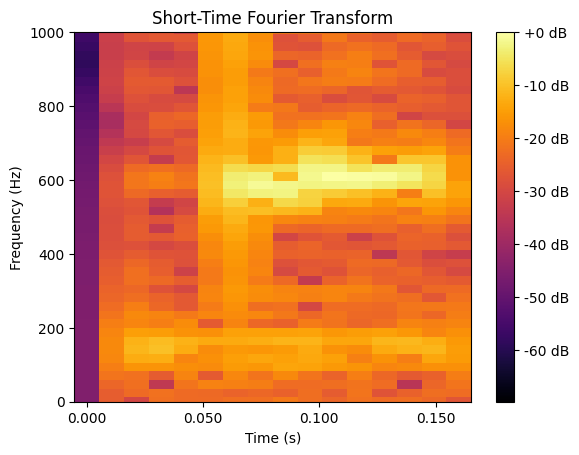 Short-Time Fourier Transform
1000
800
600
400
200
0
Frequency (Hz)
0.000
0.050
0.100
0.150
Time (s)
+0 dB
-10 dB
-20 dB
-30 dB
-40 dB
-50 dB
-60 dB